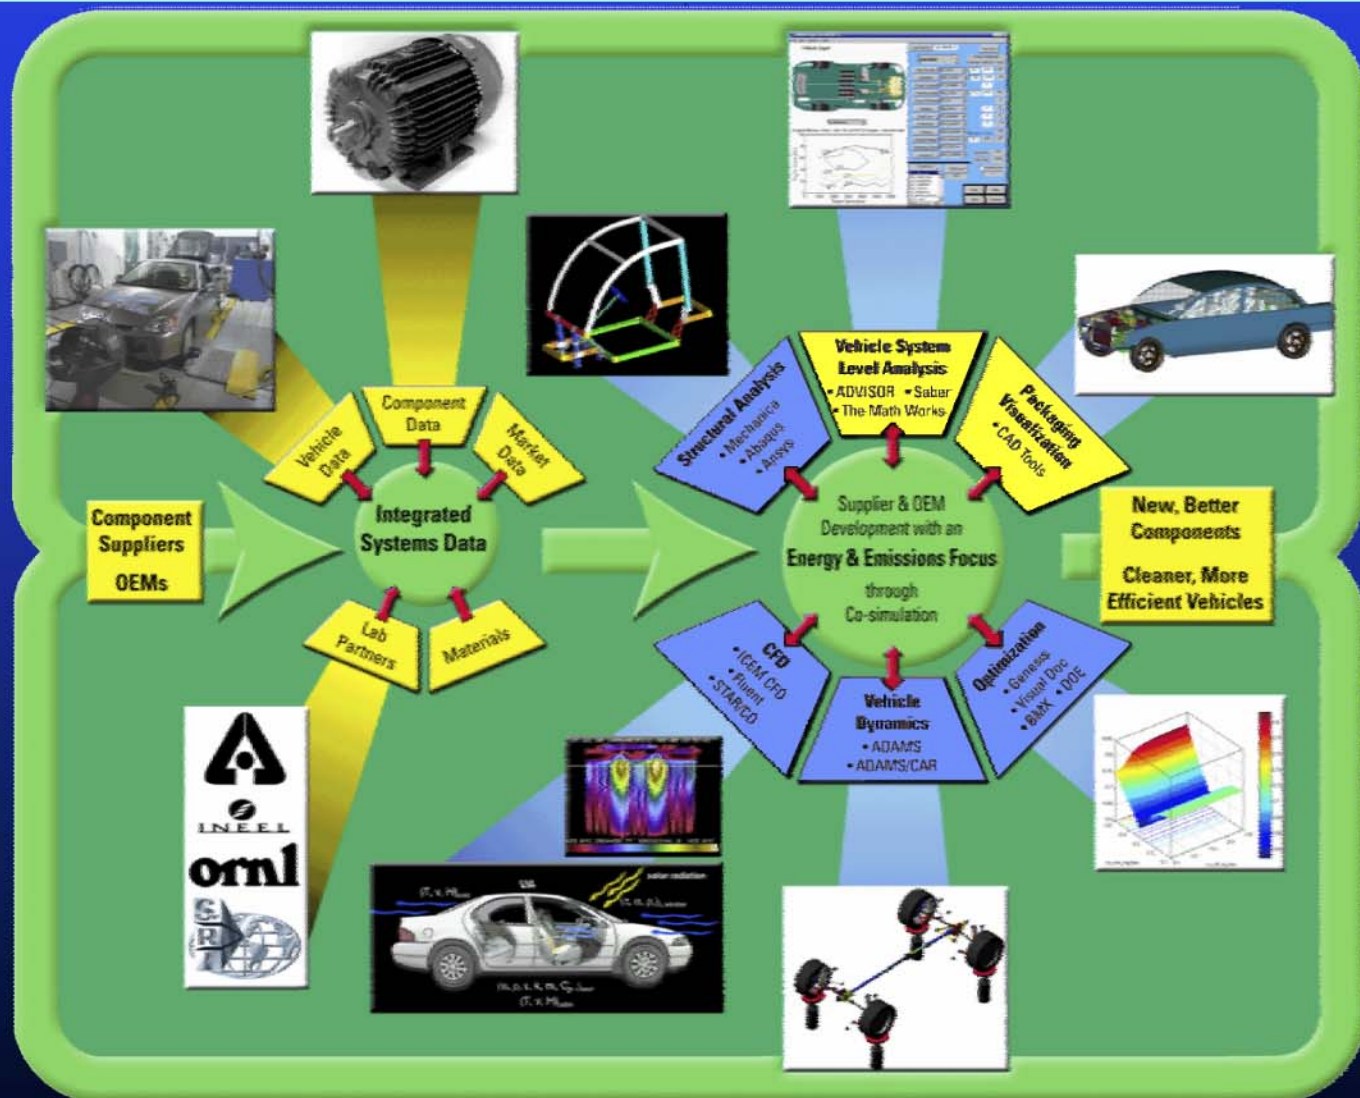 Component
Suppliers
OEMs
Vehicle
Data
Component
Data
Market
Data
Integrated
Systems Data
Lab
Partners
Materials
INEEL
ornl
SRI
Structural Analysis
• Mechanica
• Abaqus
• Ansys
Vehicle System
Level Analysis
• ADVISOR • Saber
• The Math Works
Packaging
Visualization
• CAD Tools
Supplier & OEM
Development with an
Energy & Emissions Focus
through
Co-simulation
CFD
• ICEM CFD
• Fluent
• STAR/CD
Vehicle
Dynamics
• ADAMS
• ADAMS/CAR
Optimization
• Genesis
• Visual Doc
• BMX • DOE
New, Better
Components
Cleaner, More
Efficient Vehicles
solar radiation